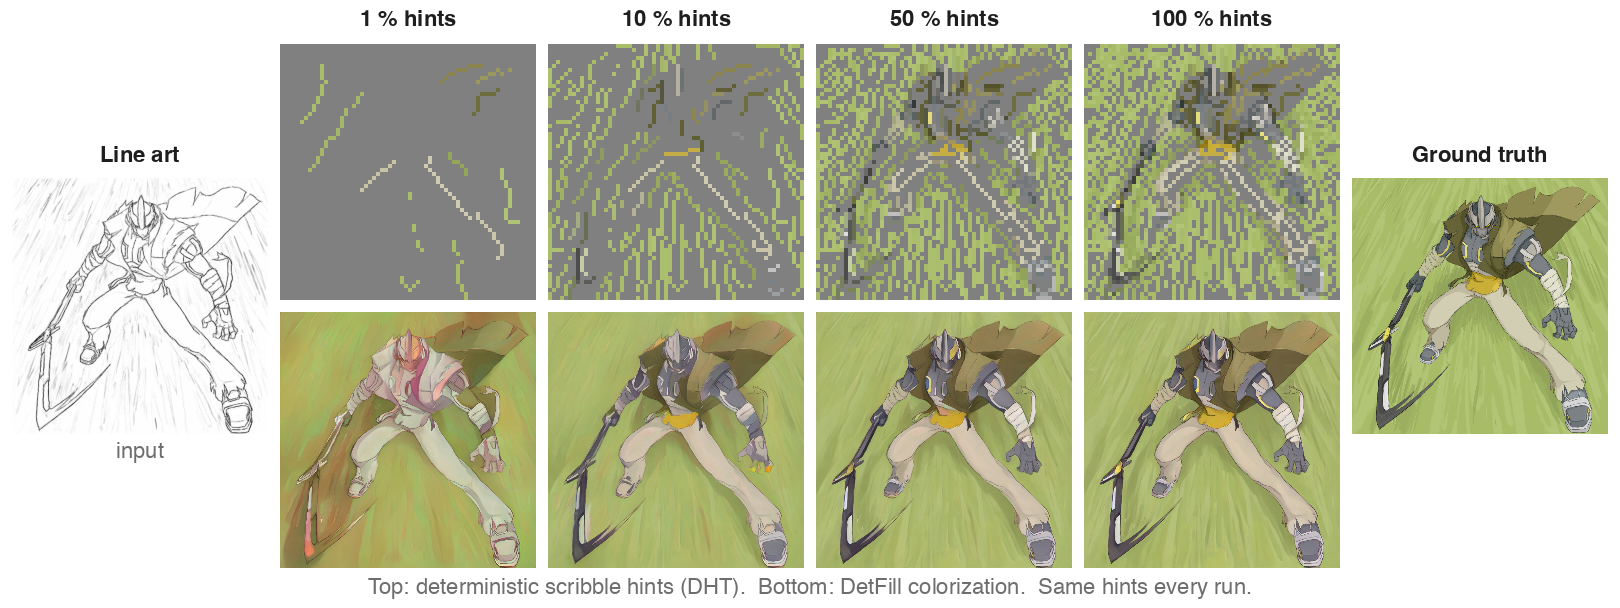 1 % hints
10 % hints
50 % hints
100 % hints
Line art
Ground truth
input
Top: deterministic scribble hints (DHT).  Bottom: DetFill colorization.  Same hints every run.